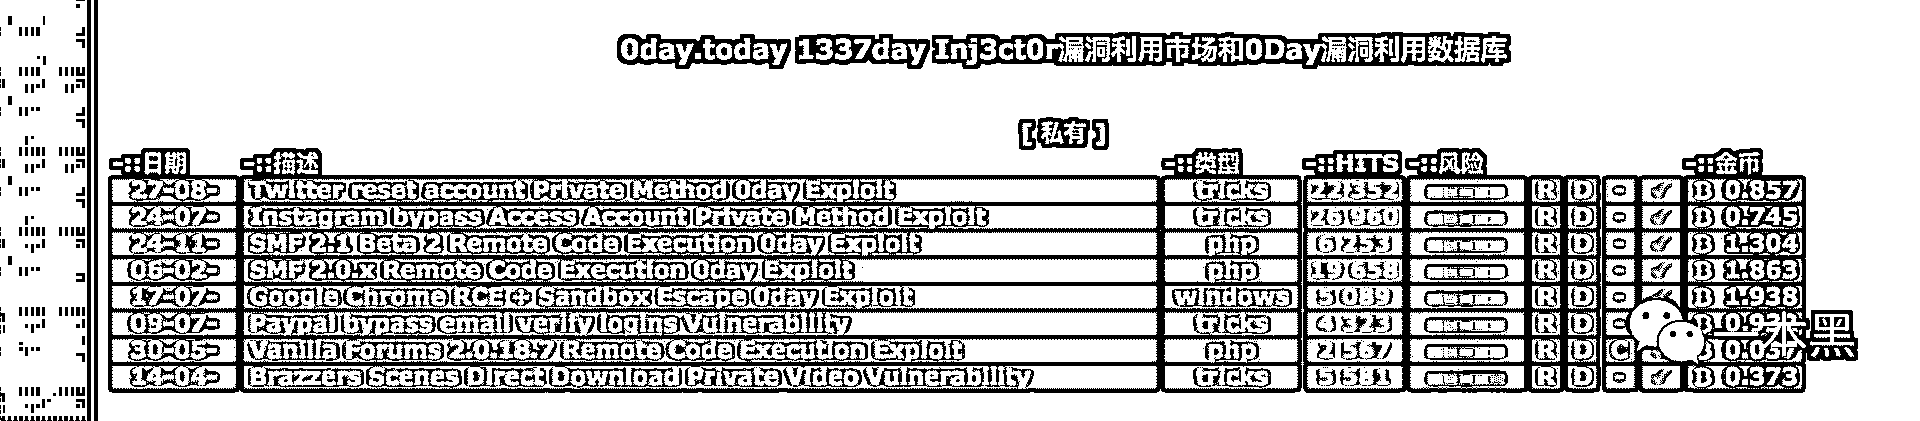 0day.today 1337day Inj3ct0r漏洞利用市场和0Day漏洞利用数据库
[ 私有 ]
-::日期 -::描述 -::类型 -::HITS -::风险 -::金币
27-08- Twitter reset account Private Method 0day Exploit tricks 22 352 R D - B 0.857
24-07- Instagram bypass Access Account Private Method Exploit tricks 26 960 R D - B 0.745
24-11- SMF 2.1 Beta 2 Remote Code Execution 0day Exploit php 6 253 R D - B 1.304
06-02- SMF 2.0.x Remote Code Execution 0day Exploit php 19 658 R D - B 1.863
17-07- Google Chrome RCE + Sandbox Escape 0day Exploit windows 5 089 R D - B 1.938
09-07- Paypal bypass email verify logins Vulnerability tricks 4 323 R D
30-05- Vanilla Forums 2.0.18.7 Remote Code Execution Exploit php 2 567 R D C B 0.057
14-04- Brazzers Scenes Direct Download Private Video Vulnerability tricks 5 581 R D - B 0.373
本黑